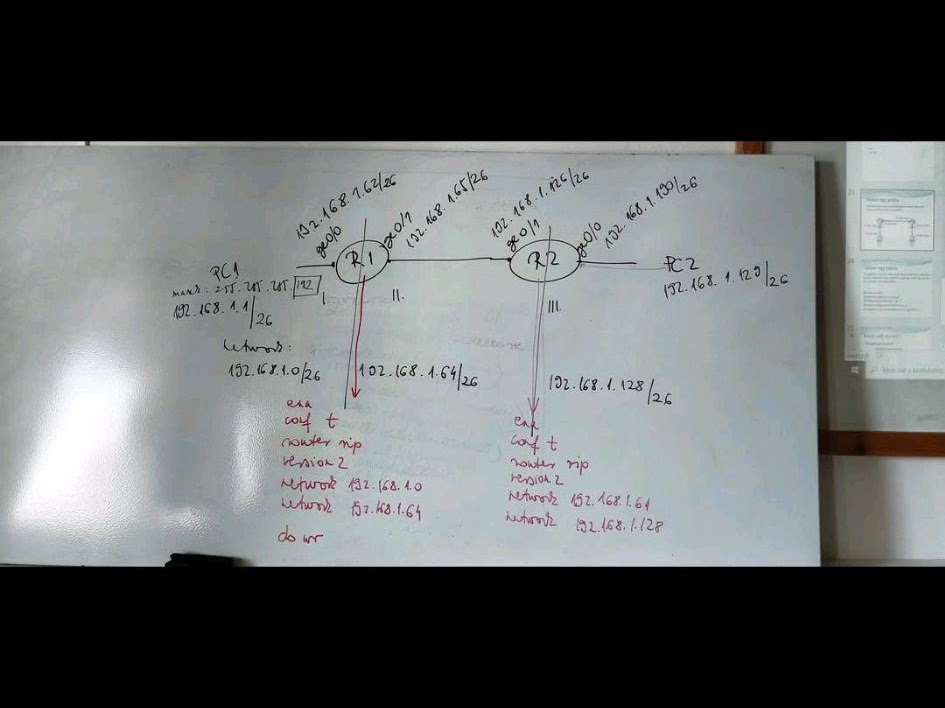 192.168.1.62/26
ge0/0
ge0/1
192.168.1.65/26
192.168.1.126/26
ge0/1
ge0/0
192.168.1.190/26
R1
R2
PC1
mask: 255.255.255.192
192.168.1.1/26
PC2
192.168.1.129/26
I.
II.
III.
Network:
192.168.1.0/26
192.168.1.64/26
192.168.1.128/26
ena
conf t
router rip
version 2
network 192.168.1.0
network 192.168.1.64
do wr
ena
conf t
router rip
version 2
network 192.168.1.64
network 192.168.1.128